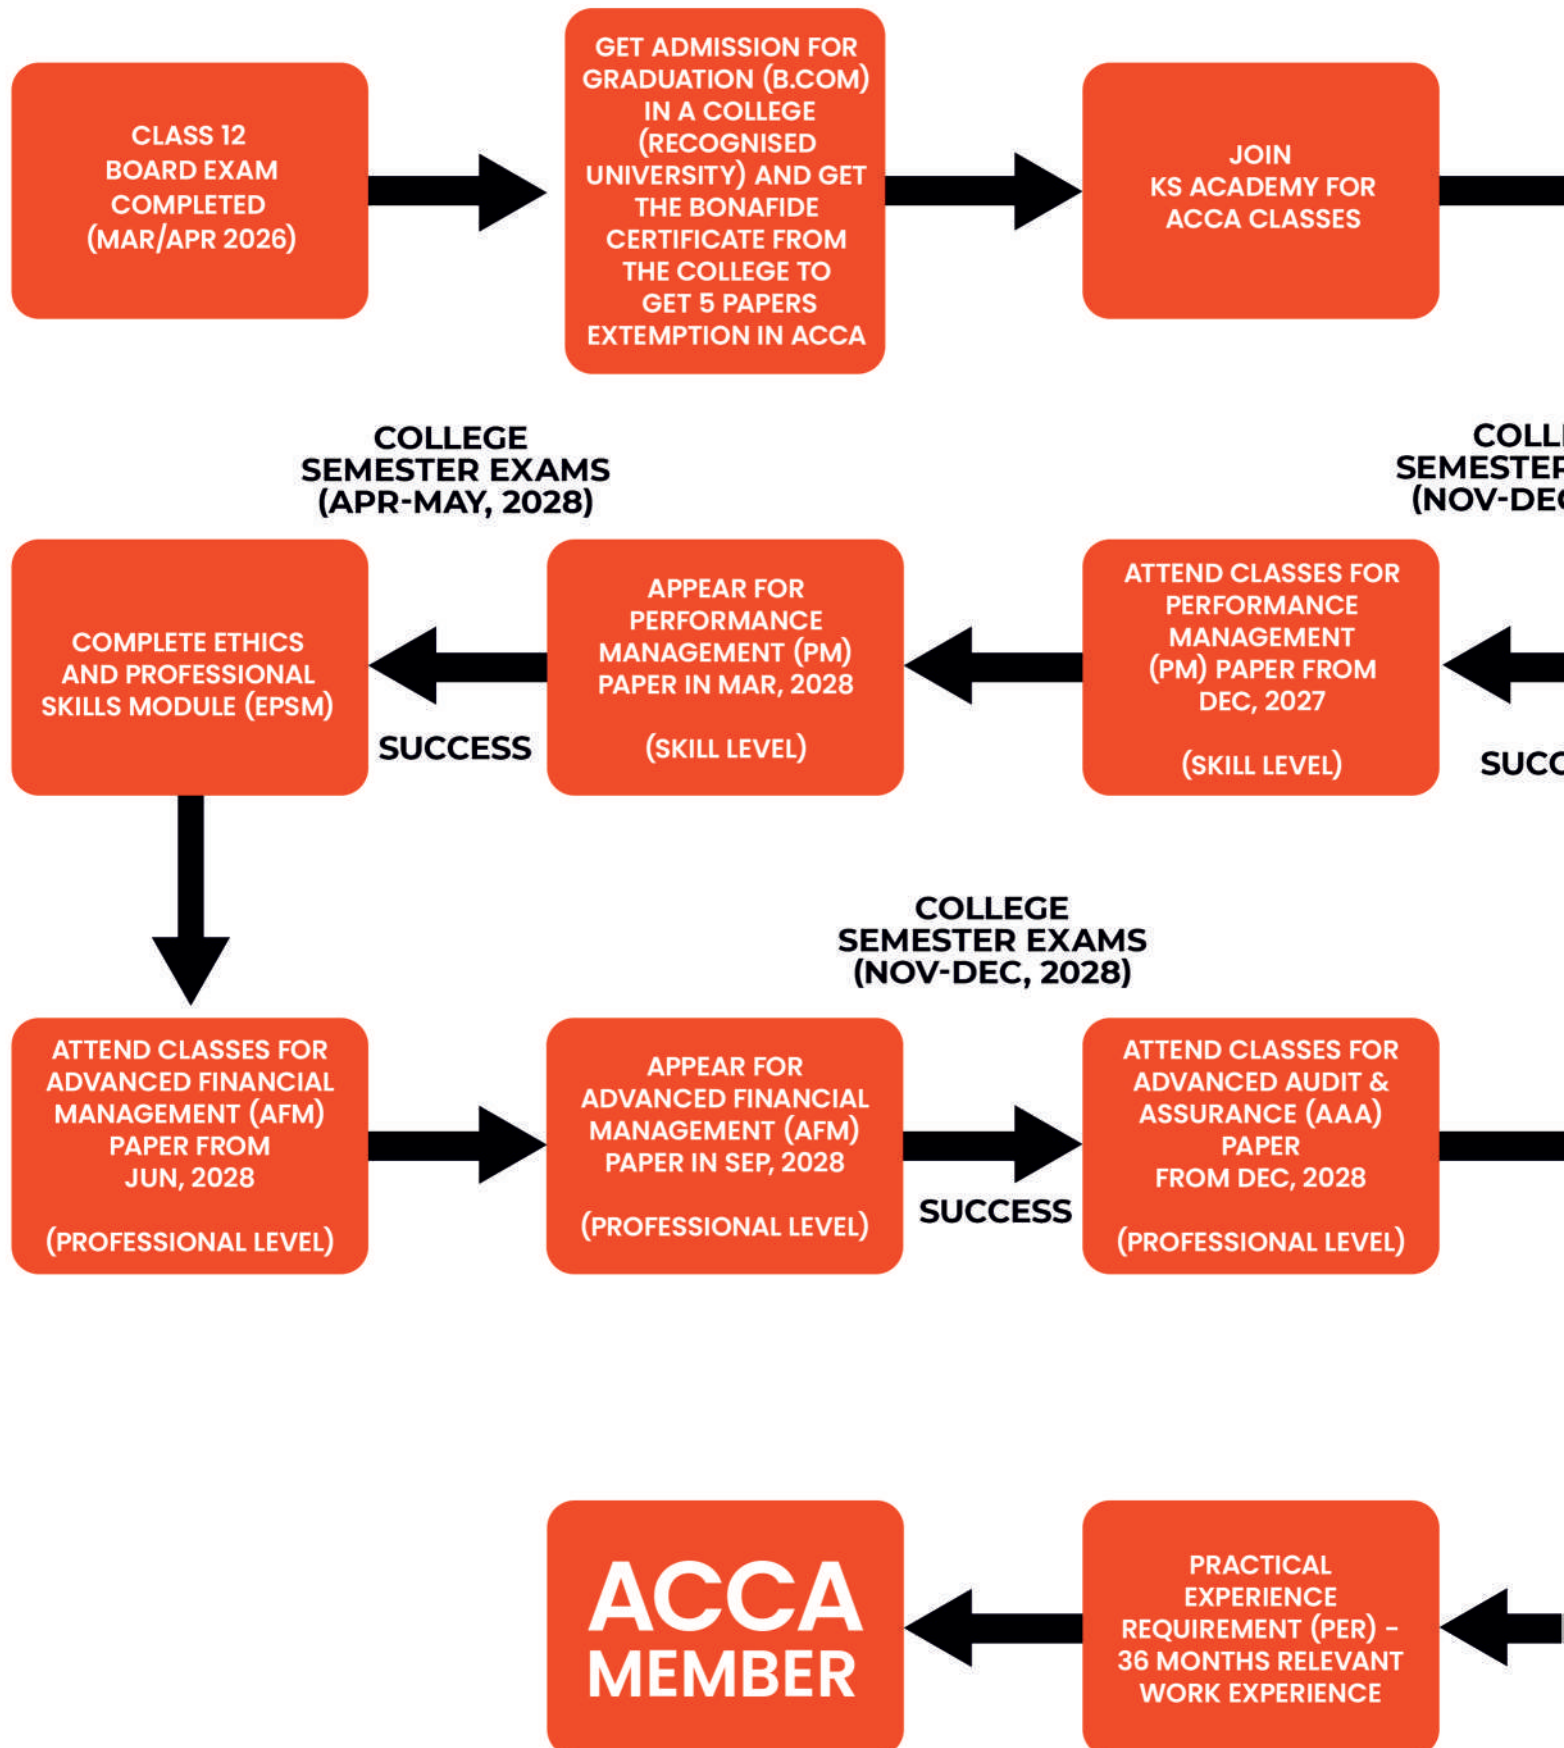 CLASS 12
BOARD EXAM
COMPLETED
(MAR/APR 2026)
GET ADMISSION FOR
GRADUATION (B.COM)
IN A COLLEGE
(RECOGNISED
UNIVERSITY) AND GET
THE BONAFIDE
CERTIFICATE FROM
THE COLLEGE TO
GET 5 PAPERS
EXTEMPTION IN ACCA
JOIN
KS ACADEMY FOR
ACCA CLASSES
COLLEGE
SEMESTER EXAMS
(APR-MAY, 2028)
COLL
SEMESTER
(NOV-DEC
COMPLETE ETHICS
AND PROFESSIONAL
SKILLS MODULE (EPSM)
SUCCESS
APPEAR FOR
PERFORMANCE
MANAGEMENT (PM)
PAPER IN MAR, 2028
(SKILL LEVEL)
ATTEND CLASSES FOR
PERFORMANCE
MANAGEMENT
(PM) PAPER FROM
DEC, 2027
(SKILL LEVEL)
SUCC
COLLEGE
SEMESTER EXAMS
(NOV-DEC, 2028)
ATTEND CLASSES FOR
ADVANCED FINANCIAL
MANAGEMENT (AFM)
PAPER FROM
JUN, 2028
(PROFESSIONAL LEVEL)
APPEAR FOR
ADVANCED FINANCIAL
MANAGEMENT (AFM)
PAPER IN SEP, 2028
(PROFESSIONAL LEVEL)
SUCCESS
ATTEND CLASSES FOR
ADVANCED AUDIT &
ASSURANCE (AAA)
PAPER
FROM DEC, 2028
(PROFESSIONAL LEVEL)
ACCA
MEMBER
PRACTICAL
EXPERIENCE
REQUIREMENT (PER) -
36 MONTHS RELEVANT
WORK EXPERIENCE